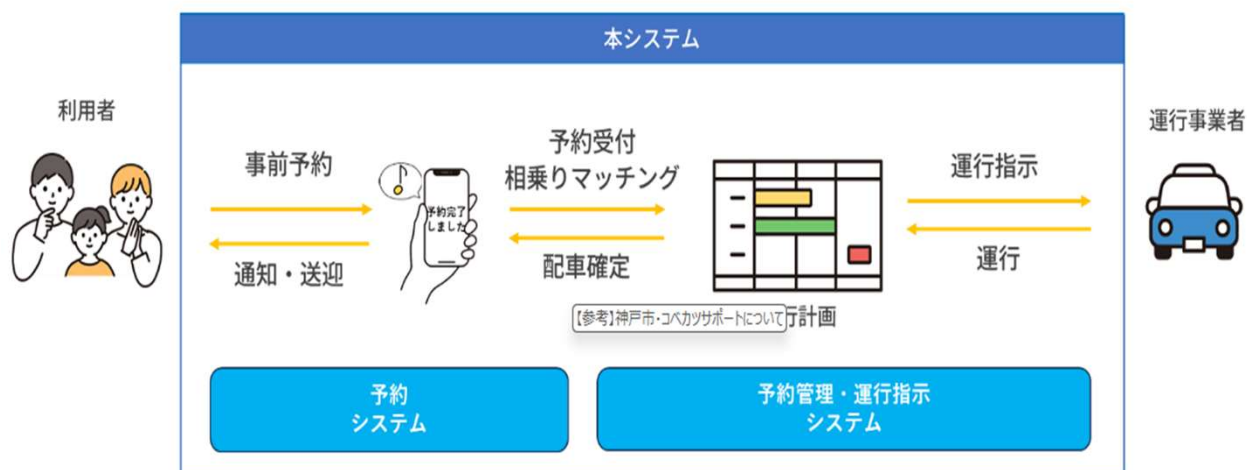 本システム
利用者
運行事業者
事前予約
通知・送迎
予約完了
しました
予約受付
相乗りマッチング
配車確定
運行指示
運行
【参考】神戸市・コベカツサポートについて
行計画
予約
システム
予約管理・運行指示
システム